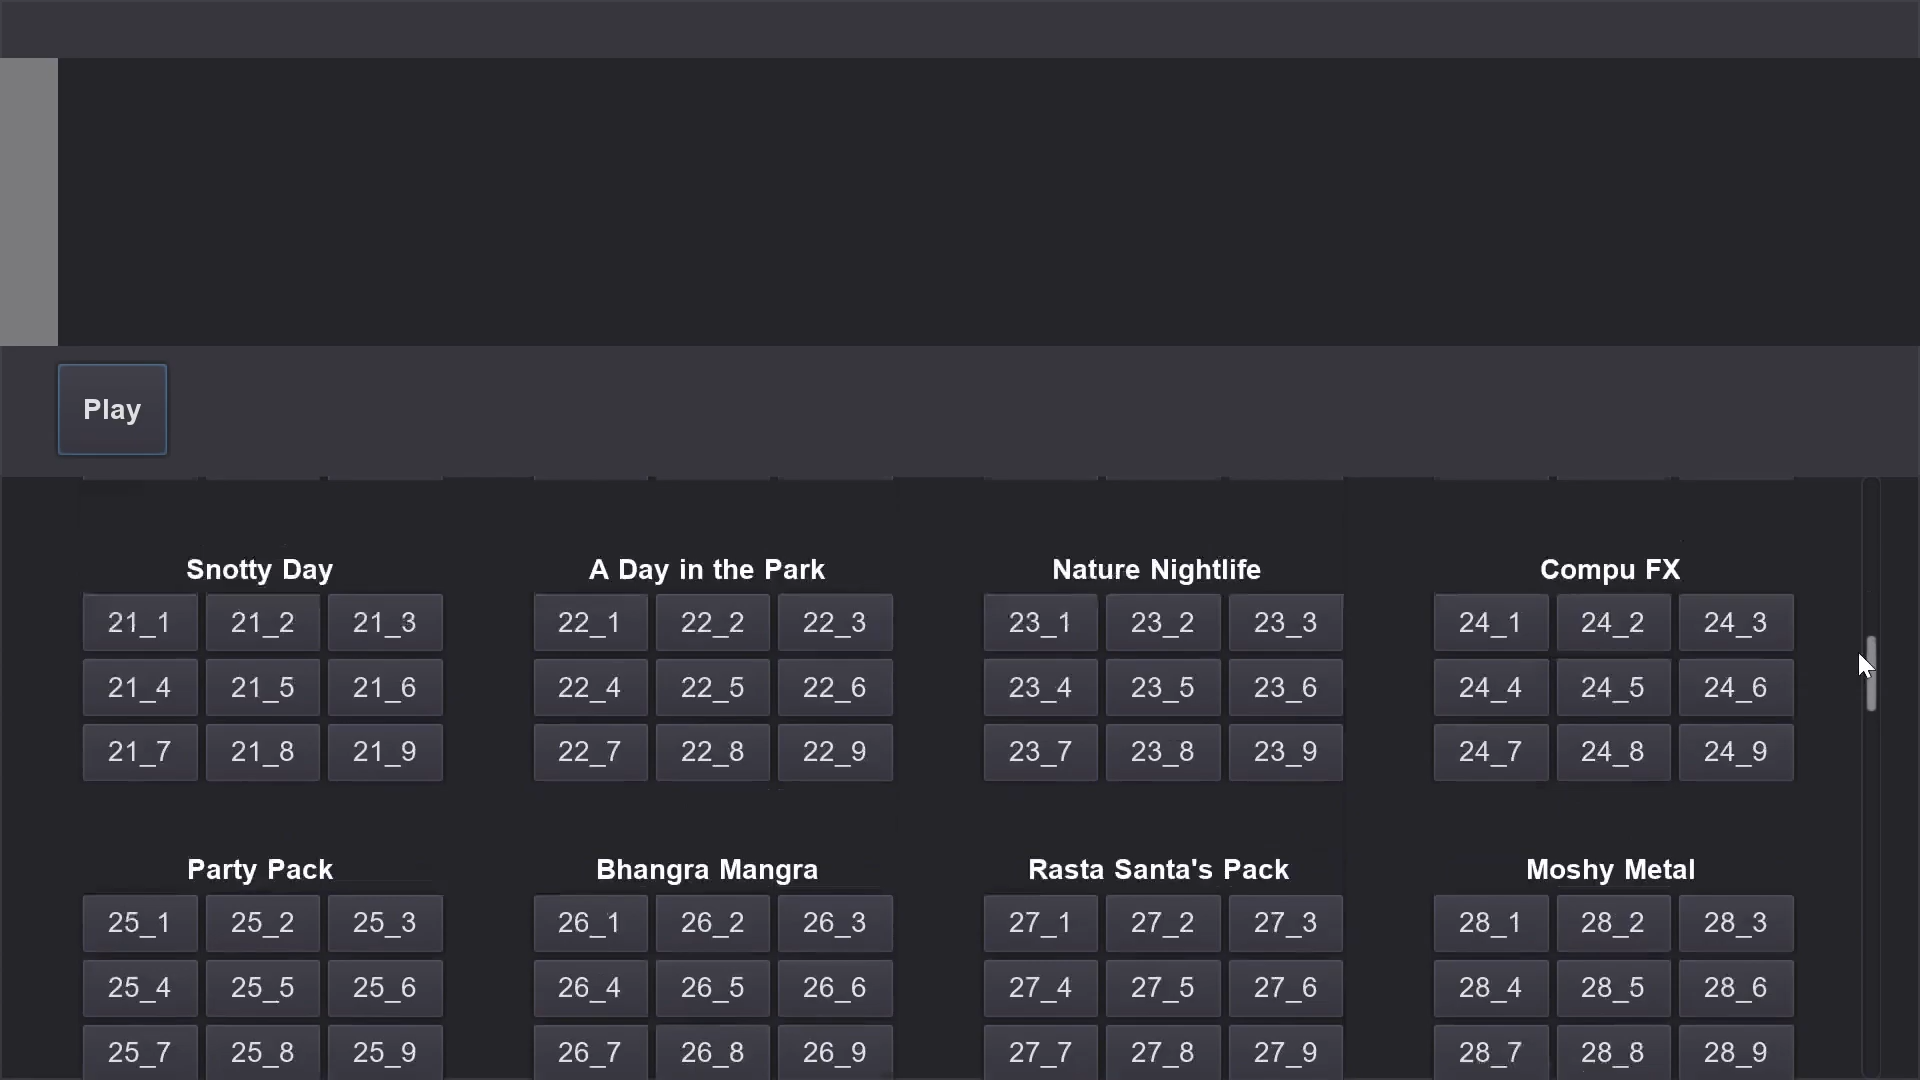 Play
Snotty Day A Day in the Park Nature Nightlife Compu FX
21_1 21_2 21_3 22_1 22_2 22_3 23_1 23_2 23_3 24_1 24_2 24_3
21_4 21_5 21_6 22_4 22_5 22_6 23_4 23_5 23_6 24_4 24_5 24_6
21_7 21_8 21_9 22_7 22_8 22_9 23_7 23_8 23_9 24_7 24_8 24_9
Party Pack Bhangra Mangra Rasta Santa's Pack Moshy Metal
25_1 25_2 25_3 26_1 26_2 26_3 27_1 27_2 27_3 28_1 28_2 28_3
25_4 25_5 25_6 26_4 26_5 26_6 27_4 27_5 27_6 28_4 28_5 28_6
25_7 25_8 25_9 26_7 26_8 26_9 27_7 27_8 27_9 28_7 28_8 28_9